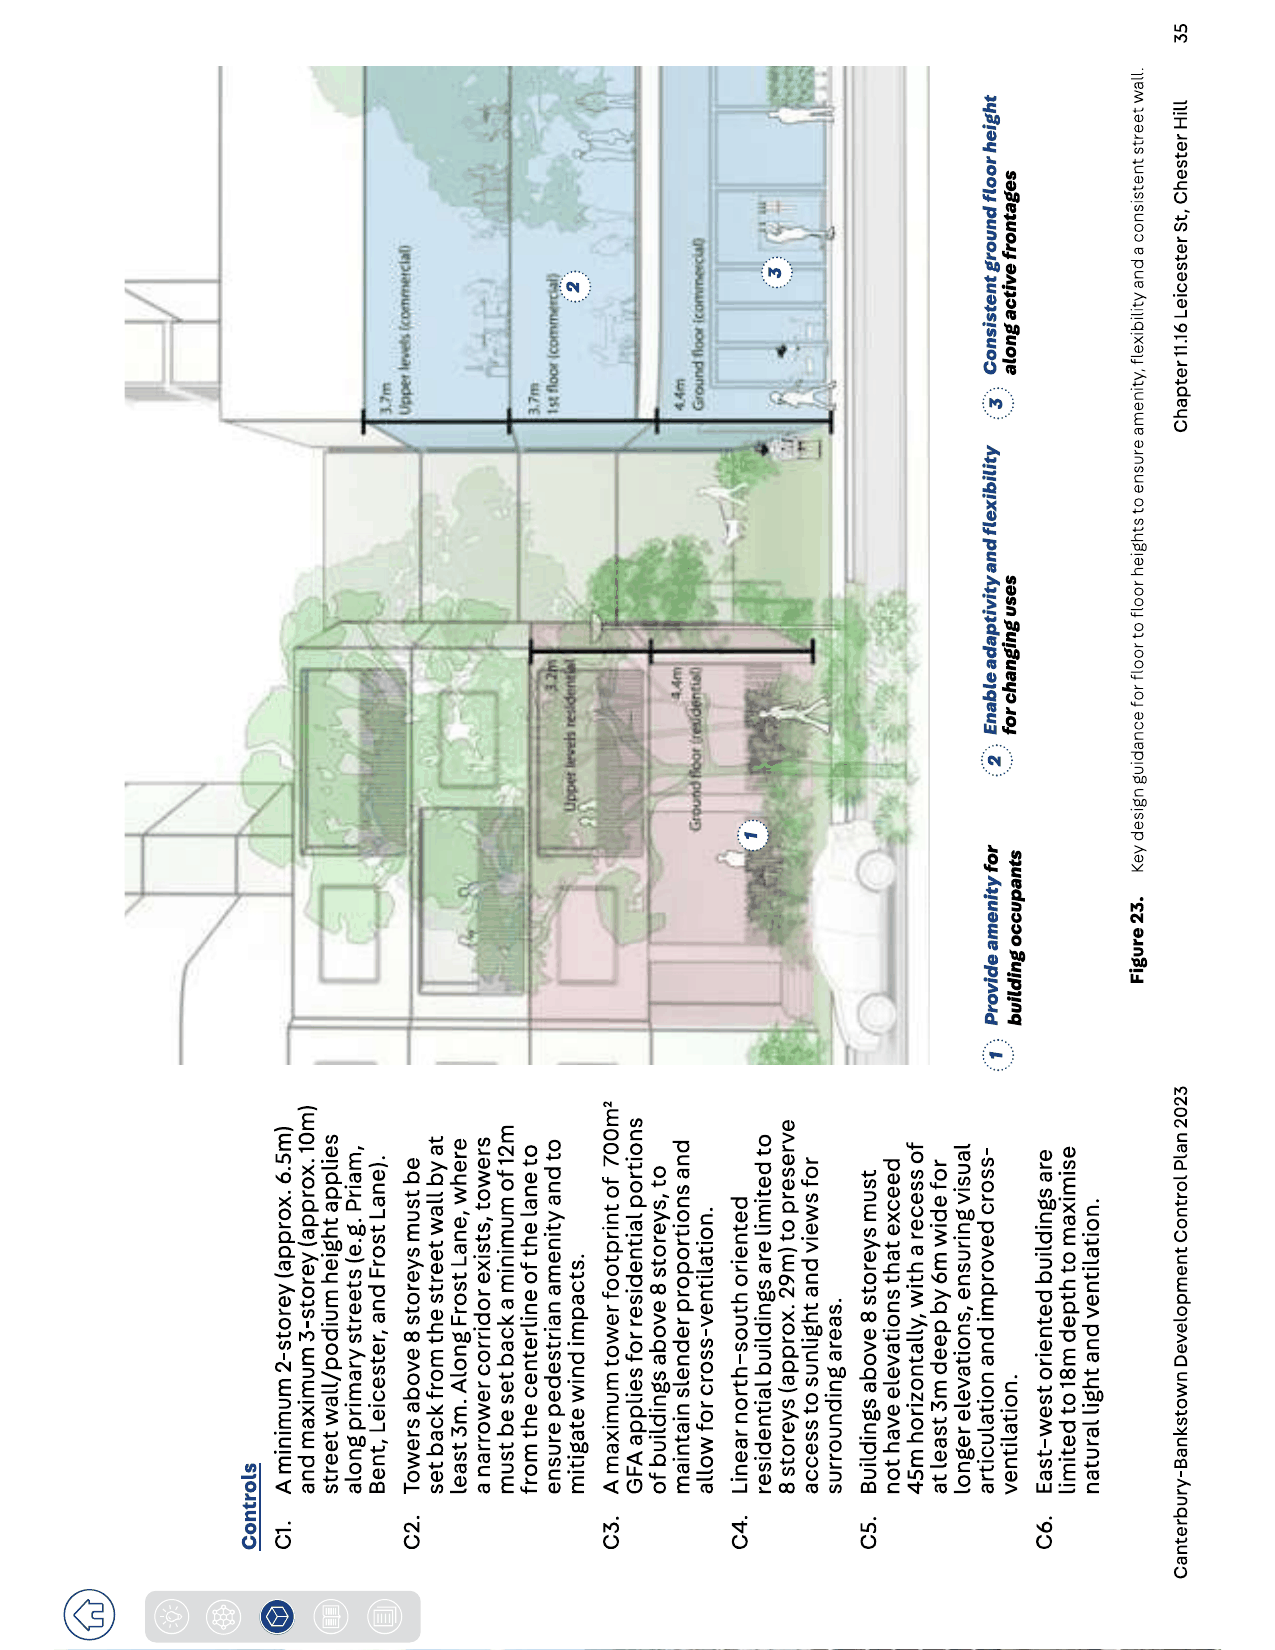 Controls
C1. A minimum 2-storey (approx. 6.5m)
and maximum 3-storey (approx. 10m)
street wall/podium height applies
along primary streets (e.g. Priam,
Bent, Leicester, and Frost Lane).
C2. Towers above 8 storeys must be
set back from the street wall by at
least 3m. Along Frost Lane, where
a narrower corridor exists, towers
must be set back a minimum of 12m
from the centerline of the lane to
ensure pedestrian amenity and to
mitigate wind impacts.
C3. A maximum tower footprint of 700m²
GFA applies for residential portions
of buildings above 8 storeys, to
maintain slender proportions and
allow for cross-ventilation.
C4. Linear north–south oriented
residential buildings are limited to
8 storeys (approx. 29m) to preserve
access to sunlight and views for
surrounding areas.
C5. Buildings above 8 storeys must
not have elevations that exceed
45m horizontally, with a recess of
at least 3m deep by 6m wide for
longer elevations, ensuring visual
articulation and improved cross-
ventilation.
C6. East–west oriented buildings are
limited to 18m depth to maximise
natural light and ventilation.
3.2m
Upper levels residential
4.4m
Ground floor (residential)
1
3.7m
Upper levels (commercial)
3.7m
1st floor (commercial)
2
4.4m
Ground floor (commercial)
3
1 Provide amenity for
building occupants
2 Enable adaptivity and flexibility
for changing uses
3 Consistent ground floor height
along active frontages
Figure 23. Key design guidance for floor to floor heights to ensure amenity, flexibility and a consistent street wall.
Canterbury-Bankstown Development Control Plan 2023
Chapter 11.16 Leicester St, Chester Hill 35